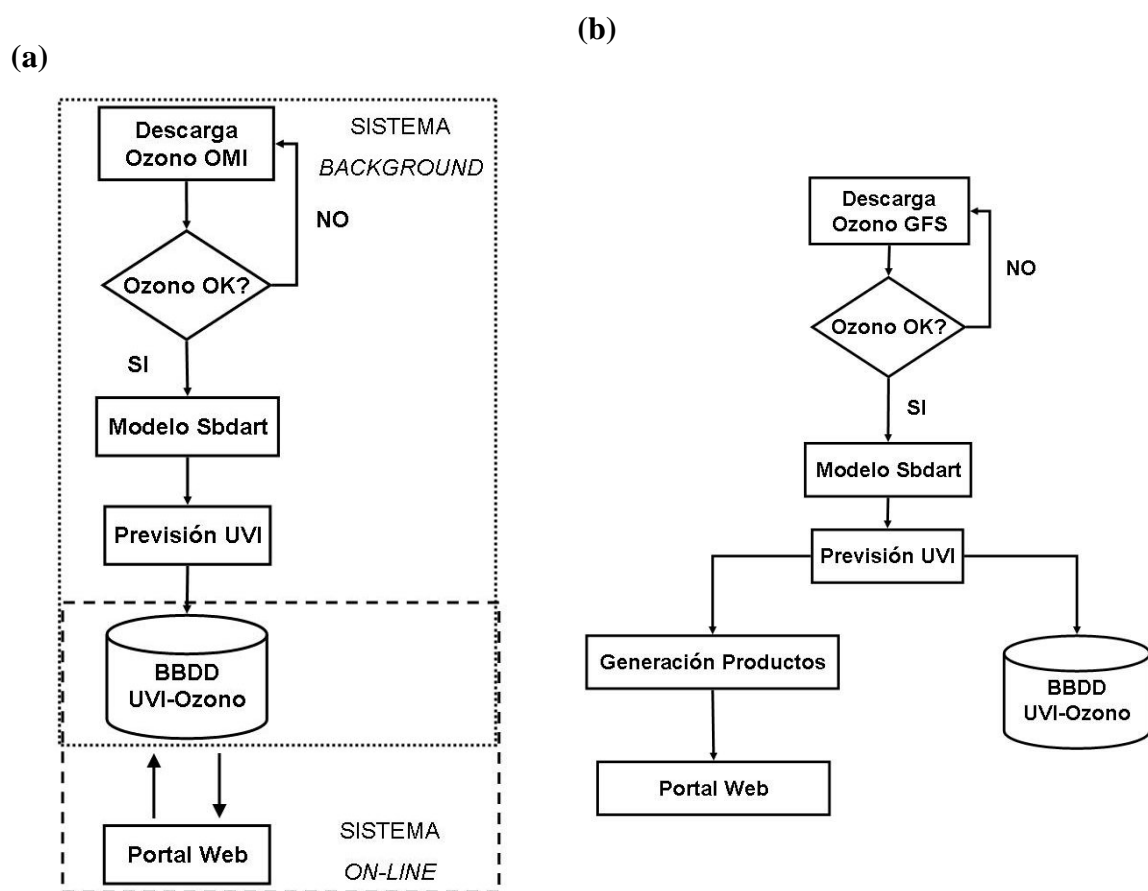 (a)
Descarga
Ozono OMI
SISTEMA
BACKGROUND
NO
Ozono OK?
SI
Modelo Sbdart
Previsión UVI
BBDD
UVI-Ozono
Portal Web
SISTEMA
ON-LINE
(b)
Descarga
Ozono GFS
NO
Ozono OK?
SI
Modelo Sbdart
Previsión UVI
Generación Productos
BBDD
UVI-Ozono
Portal Web